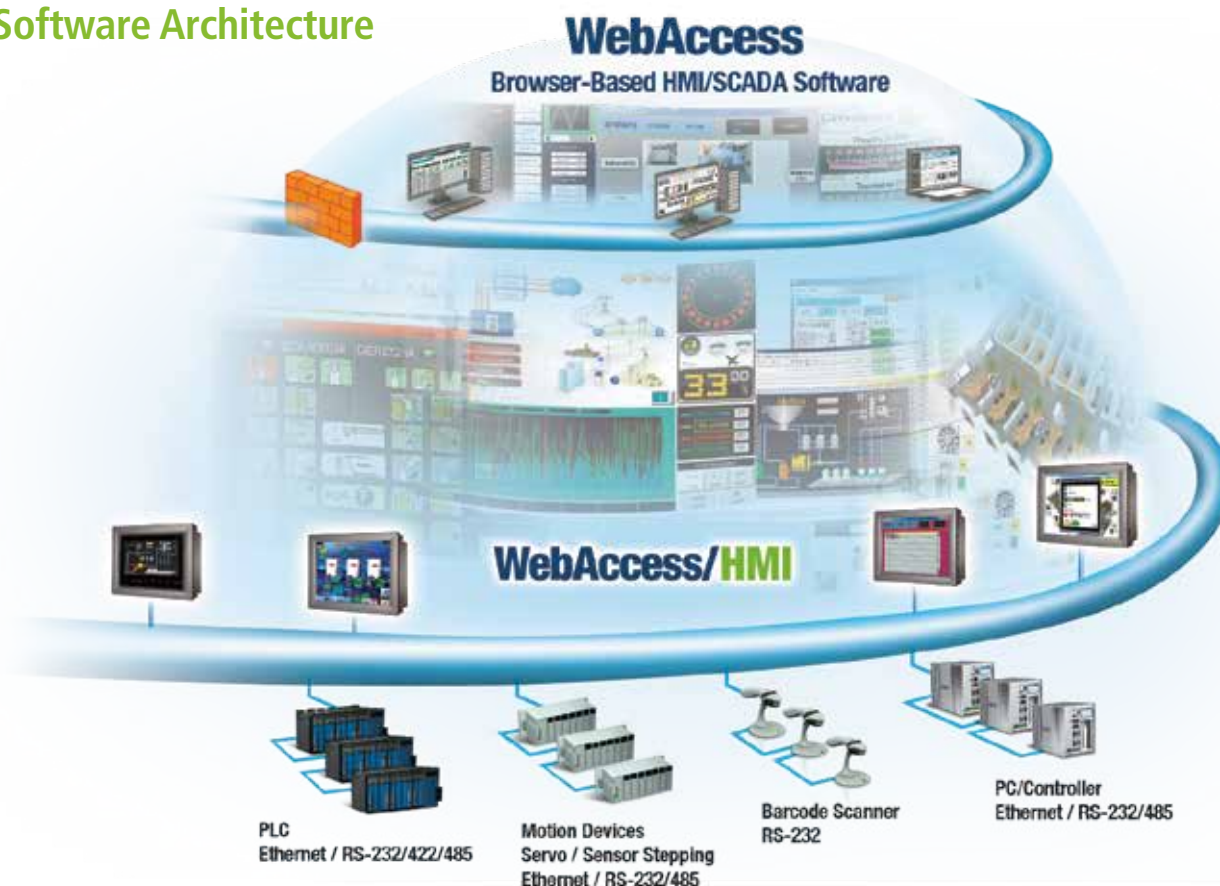 Software Architecture
WebAccess
Browser-Based HMI/SCADA Software
33
WebAccess/HMI
PLC
Ethernet / RS-232/422/485
Motion Devices
Servo / Sensor Stepping
Ethernet / RS-232/485
Barcode Scanner
RS-232
PC/Controller
Ethernet / RS-232/485